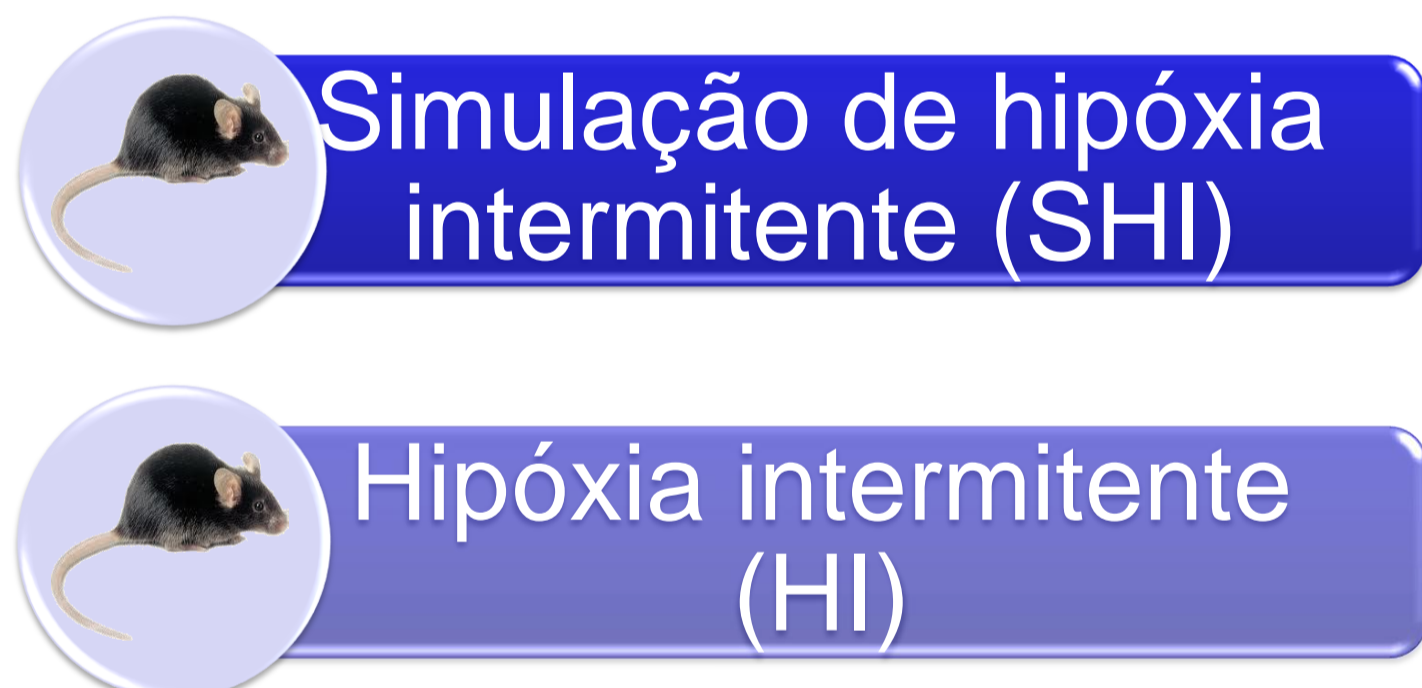 Simulação de hipóxia
intermitente (SHI)
Hipóxia intermitente
(HI)